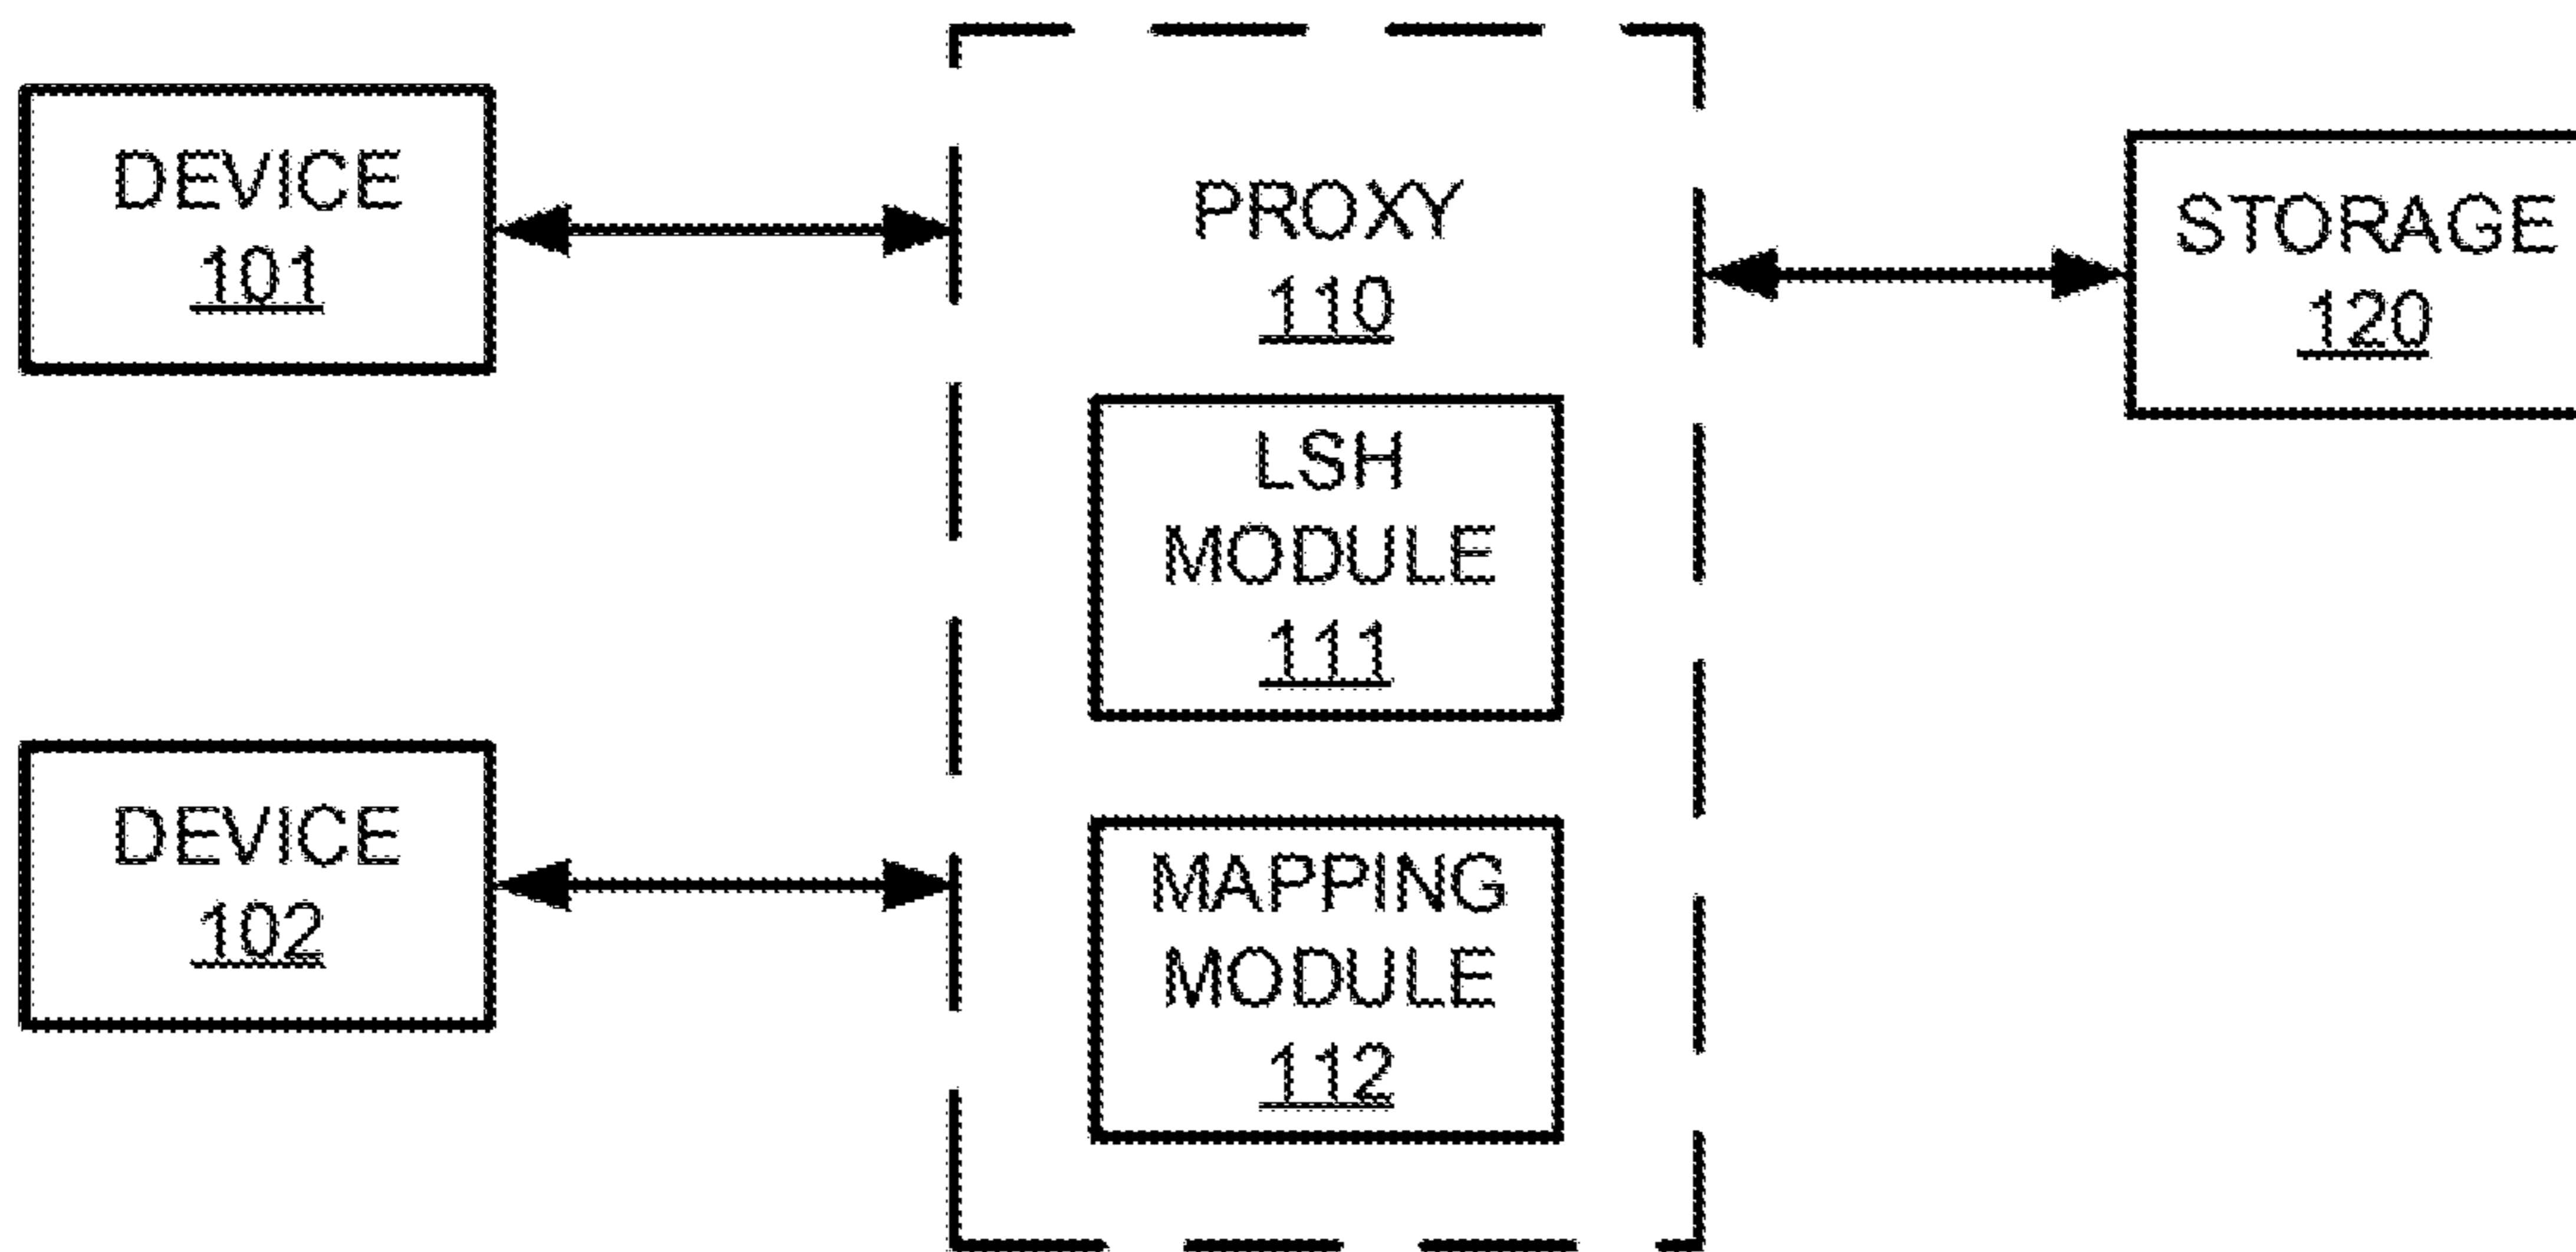 DEVICE
101
PROXY
110
STORAGE
120
LSH
MODULE
111
DEVICE
102
MAPPING
MODULE
112